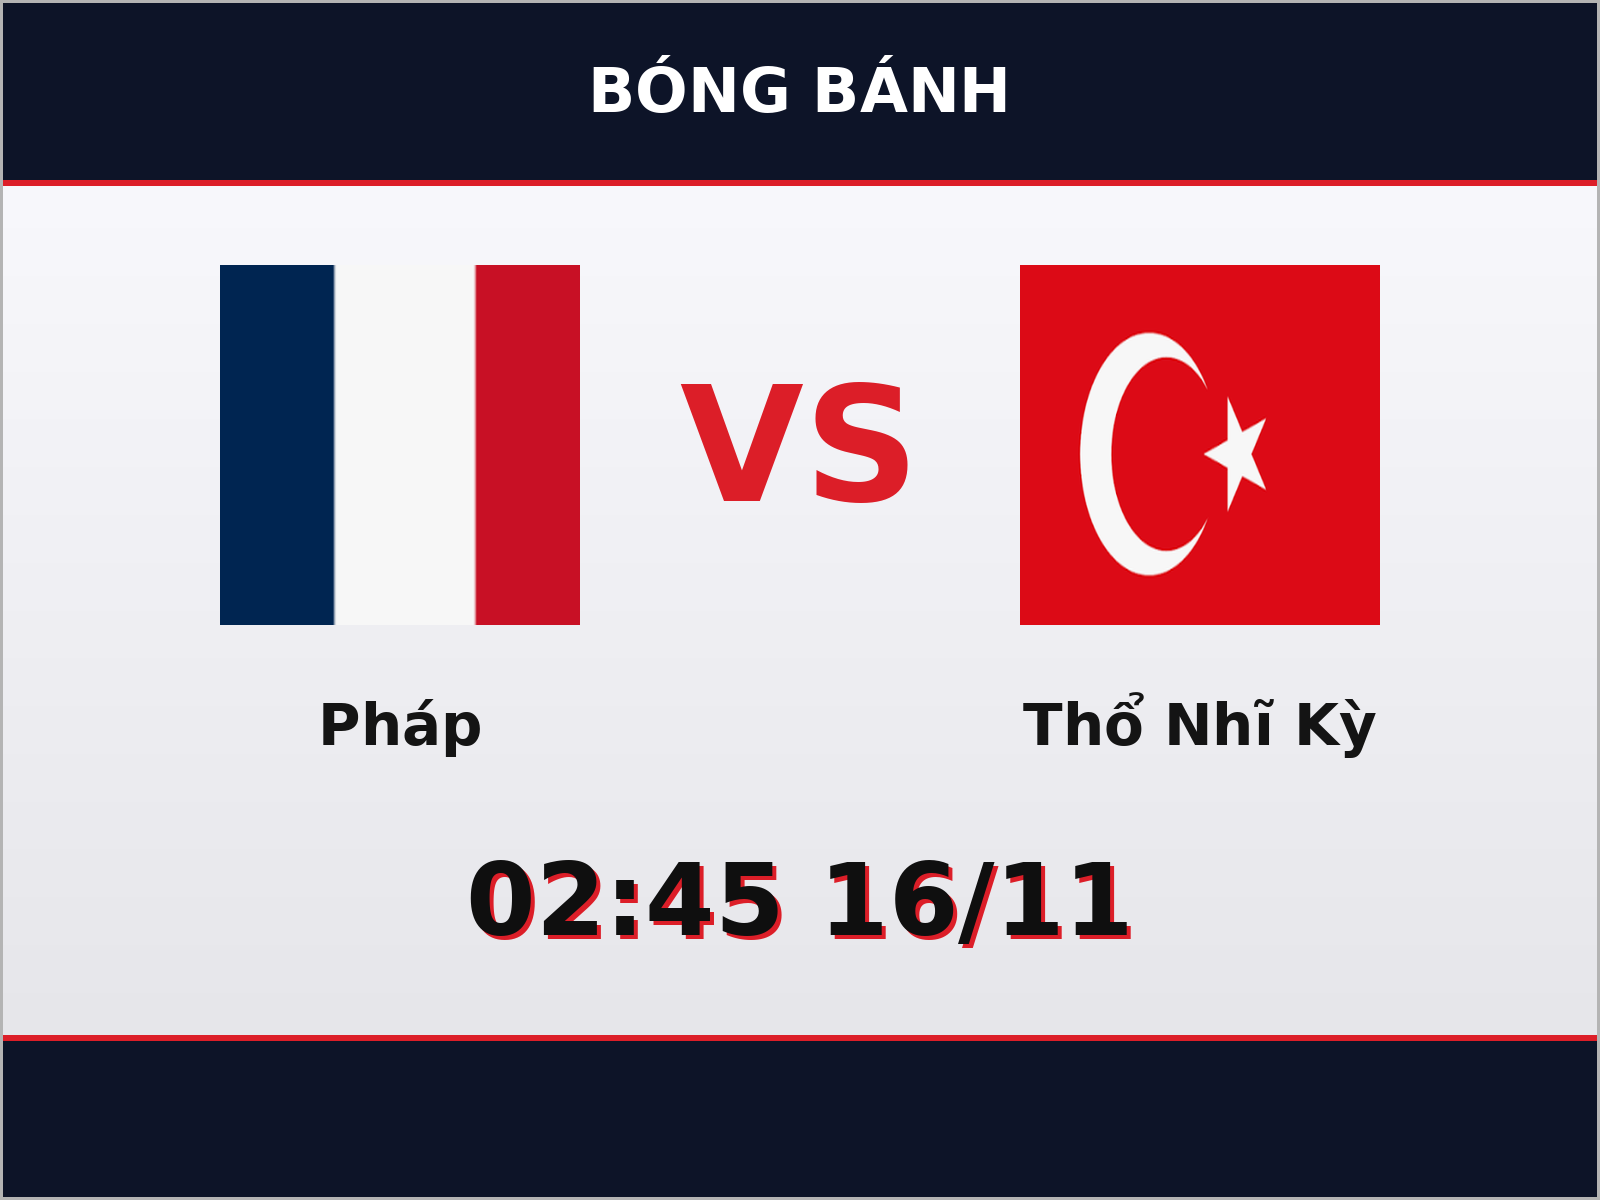 BÓNG BÁNH
VS
Pháp
Thổ Nhĩ Kỳ
02:45 16/11